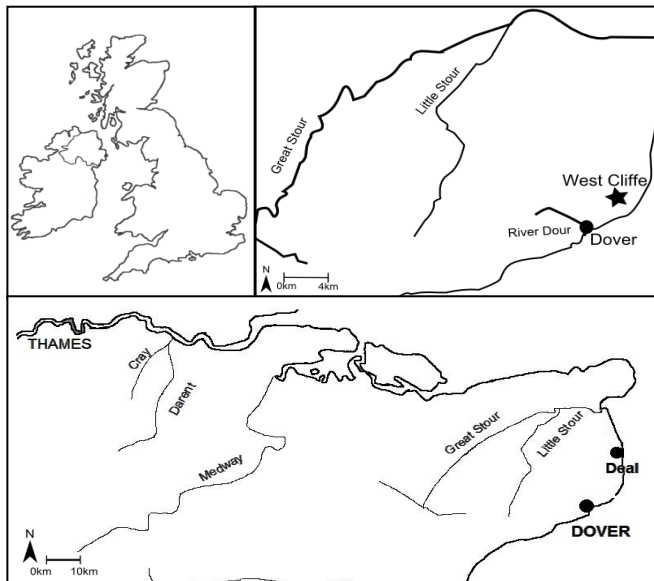 Great Stour
Little Stour
West Cliffe
River Dour
Dover
N
0km 4km
THAMES
Cray
Darent
Medway
Great Stour
Little Stour
Deal
DOVER
N
0km 10km